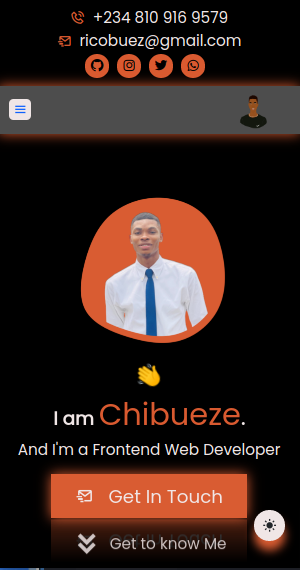 +234 810 916 9579
ricobuez@gmail.com
I am Chibueze.
And I'm a Frontend Web Developer
Get In Touch
Get to know Me